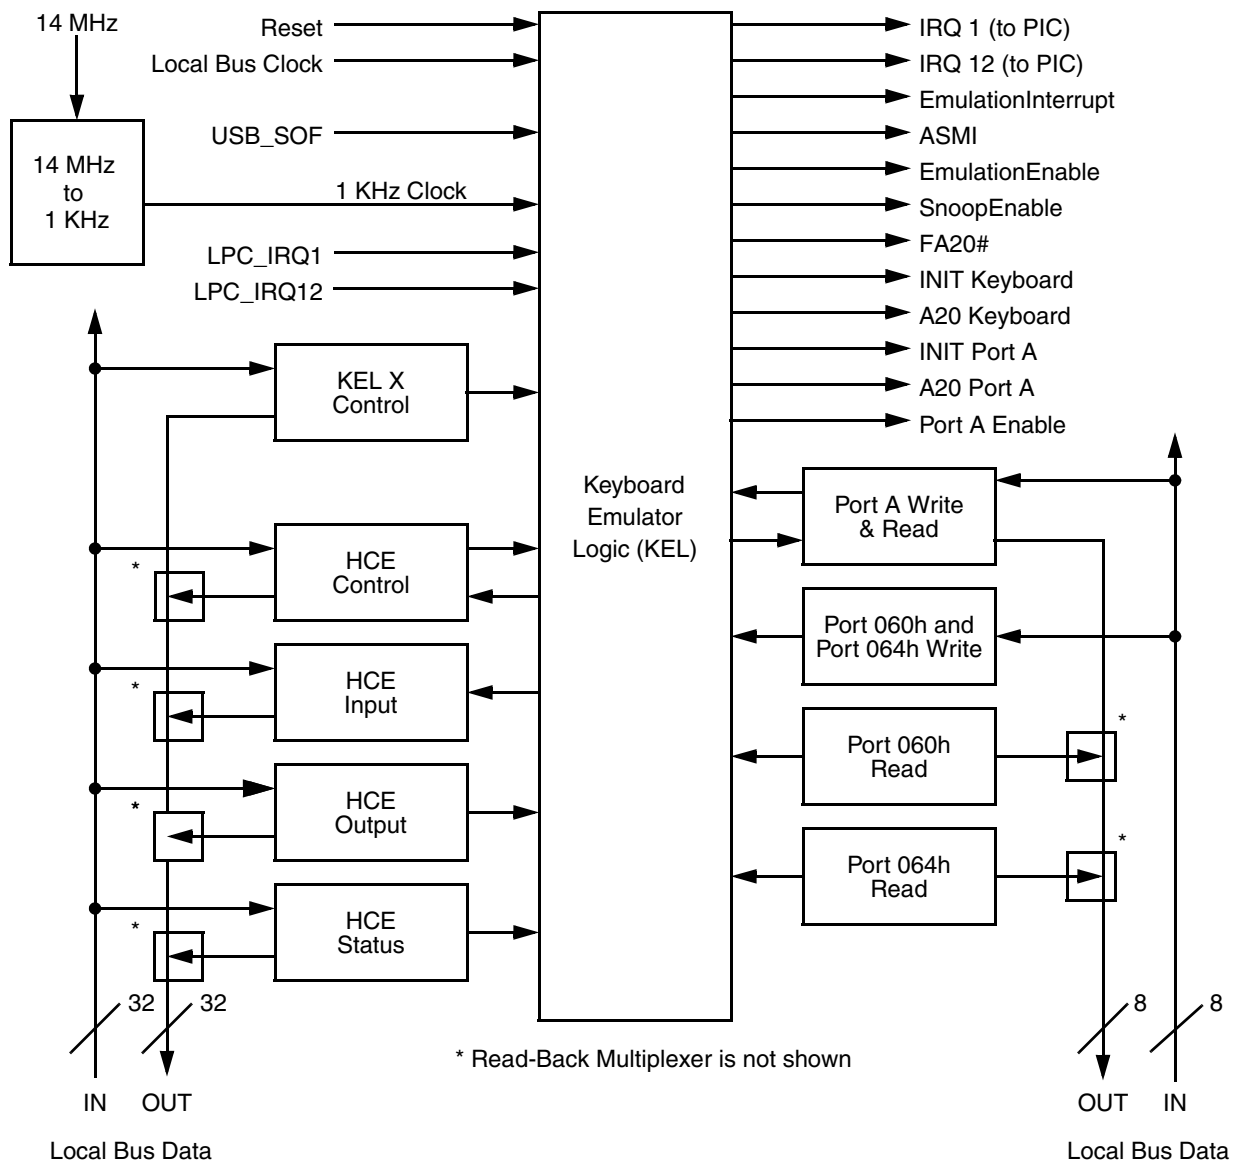 14 MHz
14 MHz
to
1 KHz
Reset
Local Bus Clock
USB_SOF
1 KHz Clock
LPC_IRQ1
LPC_IRQ12
KEL X
Control
*
HCE
Control
*
HCE
Input
*
HCE
Output
*
HCE
Status
32
32
IN
OUT
Local Bus Data
Keyboard
Emulator
Logic (KEL)
IRQ 1 (to PIC)
IRQ 12 (to PIC)
EmulationInterrupt
ASMI
EmulationEnable
SnoopEnable
FA20#
INIT Keyboard
A20 Keyboard
INIT Port A
A20 Port A
Port A Enable
Port A Write
& Read
Port 060h and
Port 064h Write
Port 060h
Read
*
Port 064h
Read
*
8
8
OUT
IN
Local Bus Data
* Read-Back Multiplexer is not shown